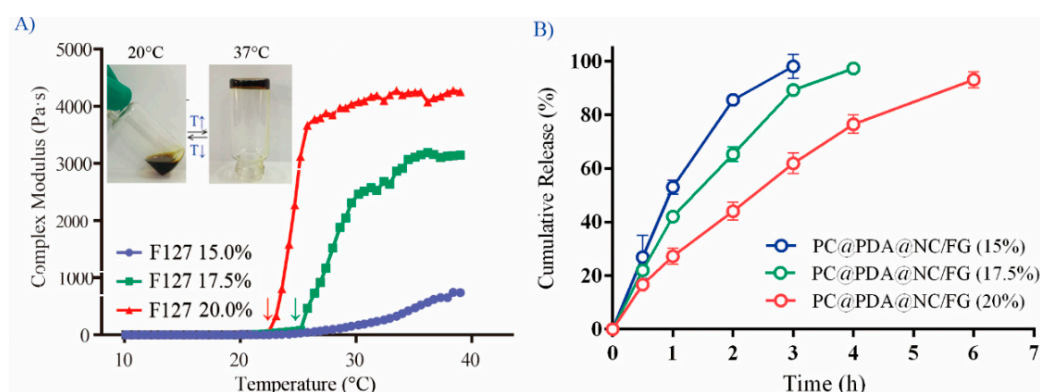 A)
5000
4000
3000
2000
1000
0
Complex Modulus (Pa·s)
20°C
37°C
T↑
T↓
F127 15.0%
F127 17.5%
F127 20.0%
10
20
30
40
Temperature (°C)
B)
100
80
60
40
20
0
Cumulative Release (%)
PC@PDA@NC/FG (15%)
PC@PDA@NC/FG (17.5%)
PC@PDA@NC/FG (20%)
0
1
2
3
4
5
6
7
Time (h)